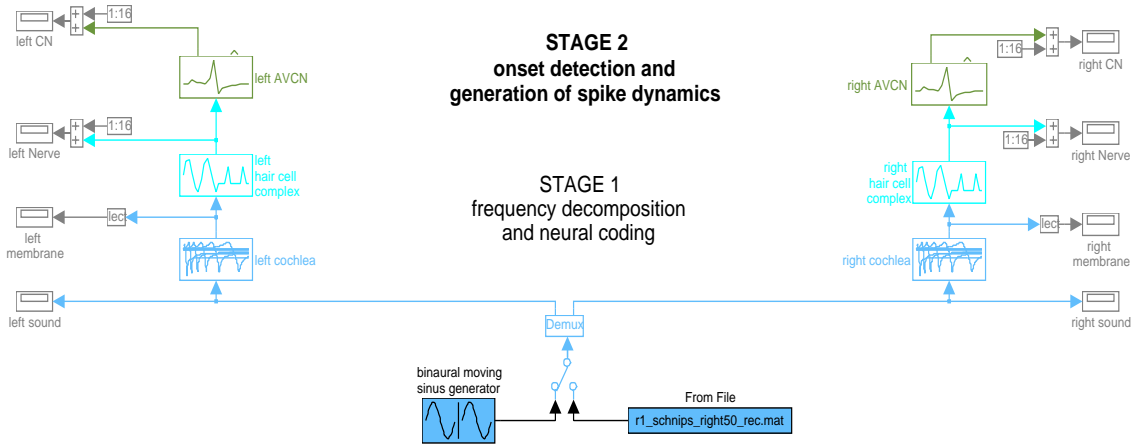 1:16
+
+
left CN
STAGE 2
onset detection and
generation of spike dynamics
+
+
1:16
right CN
left AVCN
right AVCN
1:16
+
+
left Nerve
+
+
1:16
right Nerve
left
hair cell
complex
right
hair cell
complex
STAGE 1
frequency decomposition
and neural coding
lect
left
membrane
lect
right
membrane
left cochlea
right cochlea
left sound
right sound
Demux
binaural moving
sinus generator
From File
r1_schnips_right50_rec.mat